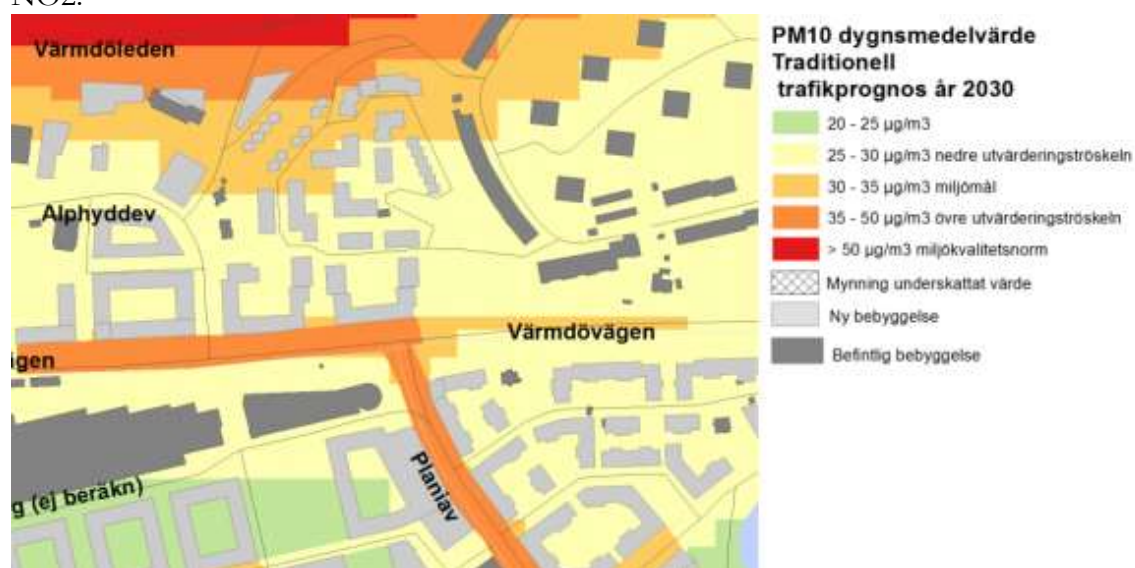 NO2.
Värmdöleden
Alphyddev
Värmdövägen
ägen
Planiav
g (ej beräkn)
PM10 dygnsmedelvärde
Traditionell
trafikprognos år 2030
20 - 25 µg/m3
25 - 30 µg/m3 nedre utvärderingströskeln
30 - 35 µg/m3 miljömål
35 - 50 µg/m3 övre utvärderingströskeln
> 50 µg/m3 miljökvalitetsnorm
Mynning underskattat värde
Ny bebyggelse
Befintlig bebyggelse